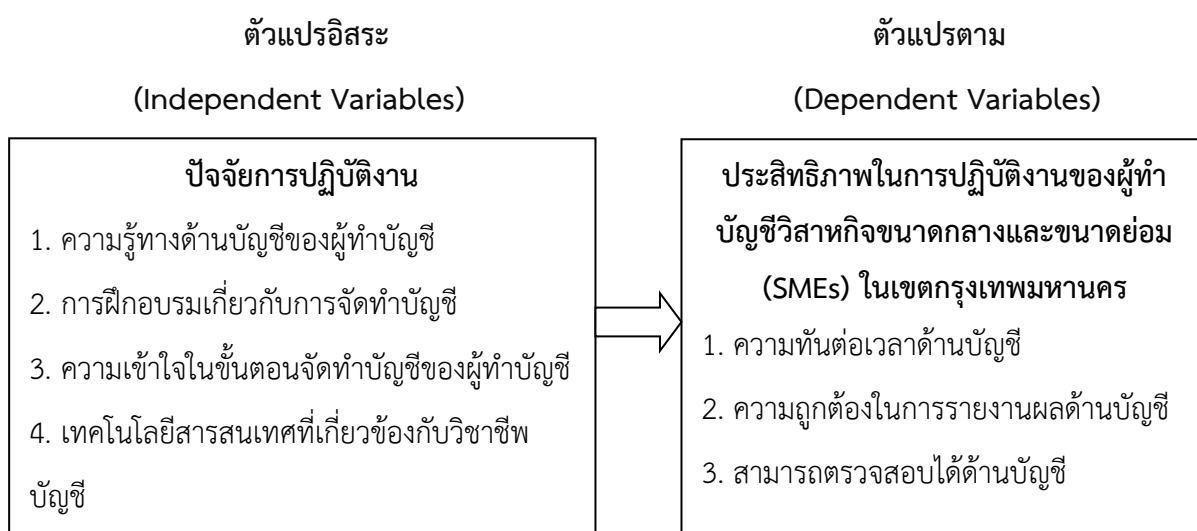 ตัวแปรอิสระ
(Independent Variables)
ปัจจัยการปฏิบัติงาน
1. ความรู้ทางด้านบัญชีของผู้ทำบัญชี
2. การฝึกอบรมเกี่ยวกับการจัดทำบัญชี
3. ความเข้าใจในขั้นตอนจัดทำบัญชีของผู้ทำบัญชี
4. เทคโนโลยีสารสนเทศที่เกี่ยวข้องกับวิชาชีพ
บัญชี
ตัวแปรตาม
(Dependent Variables)
ประสิทธิภาพในการปฏิบัติงานของผู้ทำ
บัญชีวิสาหกิจขนาดกลางและขนาดย่อม
(SMEs) ในเขตกรุงเทพมหานคร
1. ความทันต่อเวลาด้านบัญชี
2. ความถูกต้องในการรายงานผลด้านบัญชี
3. สามารถตรวจสอบได้ด้านบัญชี